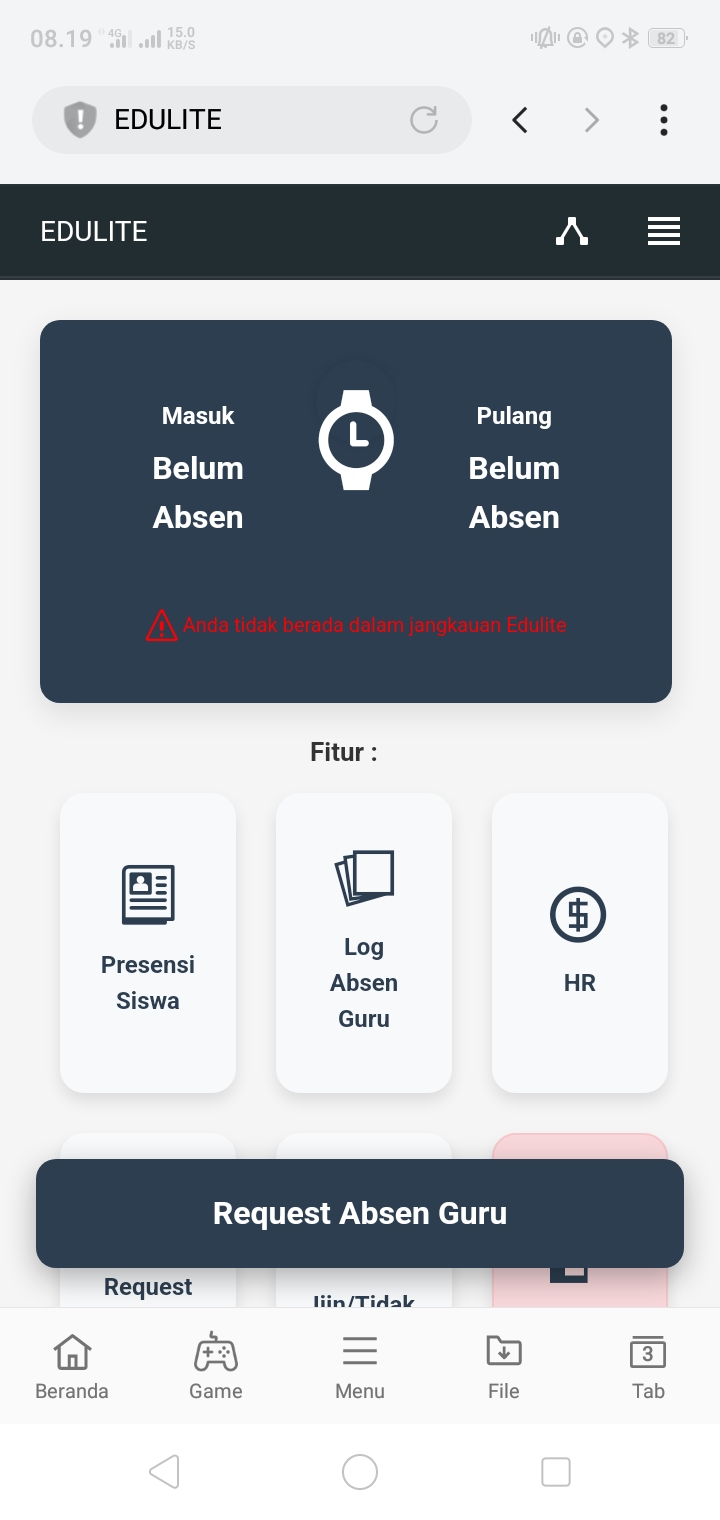 08.19 4G 15.0 KB/S 82
EDULITE
EDULITE
Masuk
Belum
Absen
Pulang
Belum
Absen
Anda tidak berada dalam jangkauan Edulite
Fitur :
Presensi
Siswa
Log
Absen
Guru
HR
Request Absen Guru
Request
Ijin/Tidak
Beranda
Game
Menu
File
3
Tab